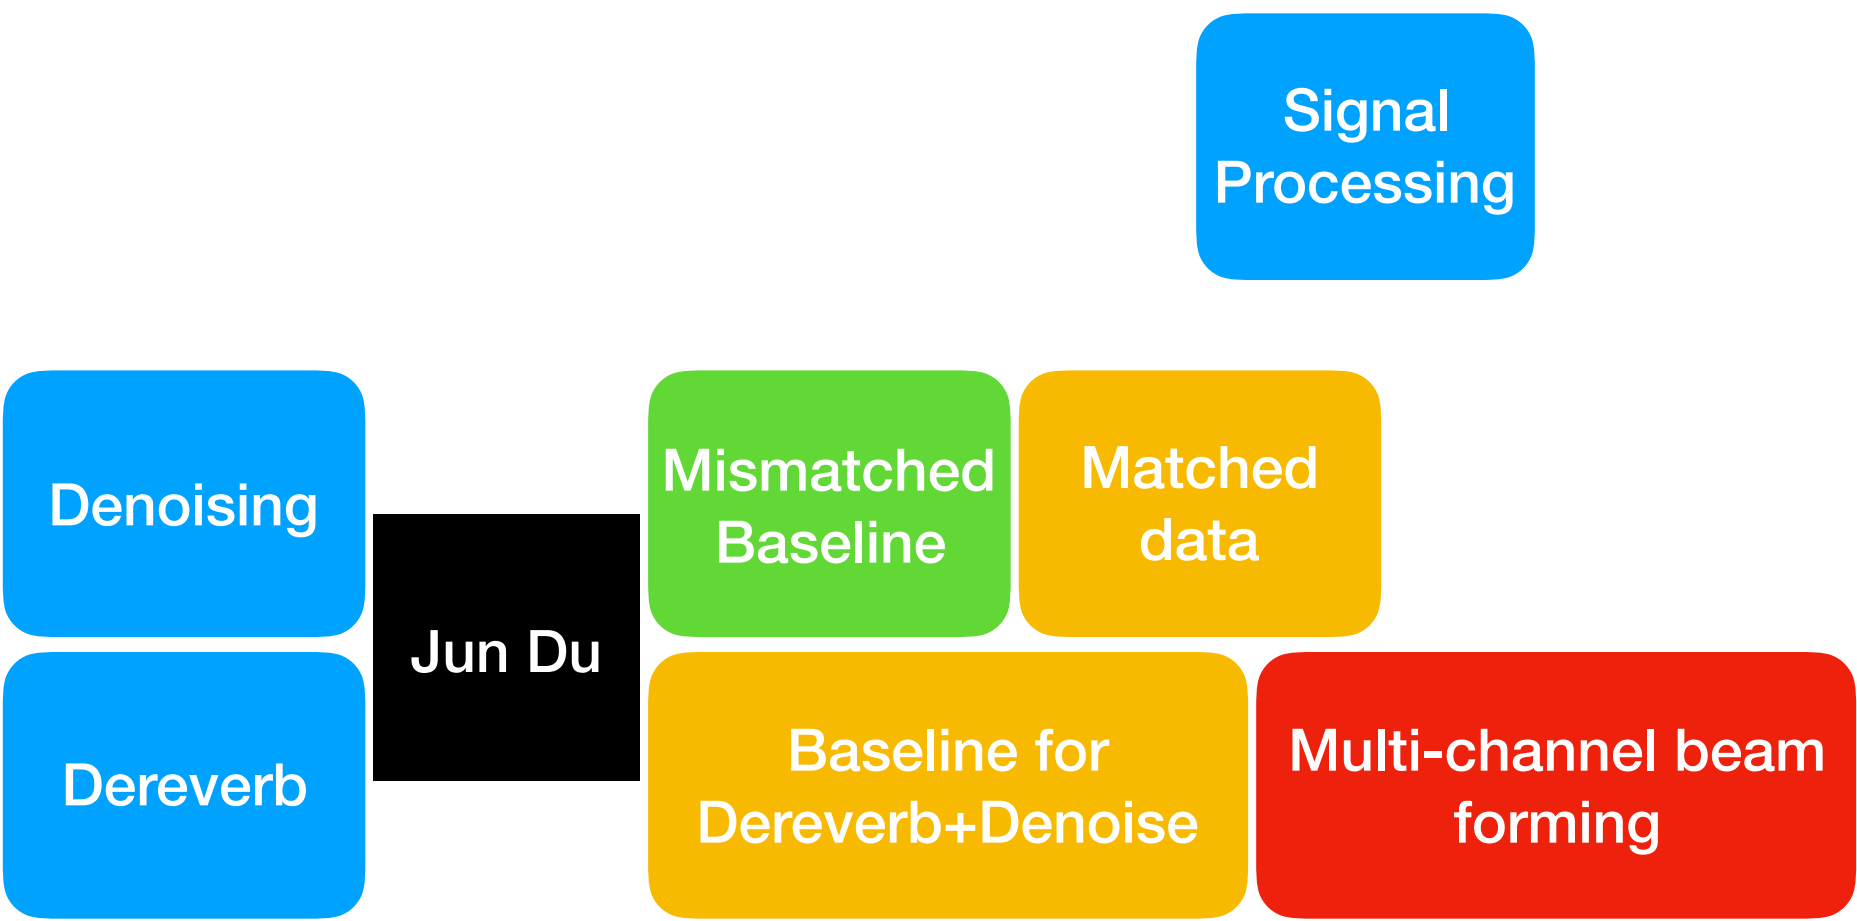 Signal
Processing
Denoising
Mismatched
Baseline
Matched
data
Jun Du
Dereverb
Baseline for
Dereverb+Denoise
Multi-channel beam
forming